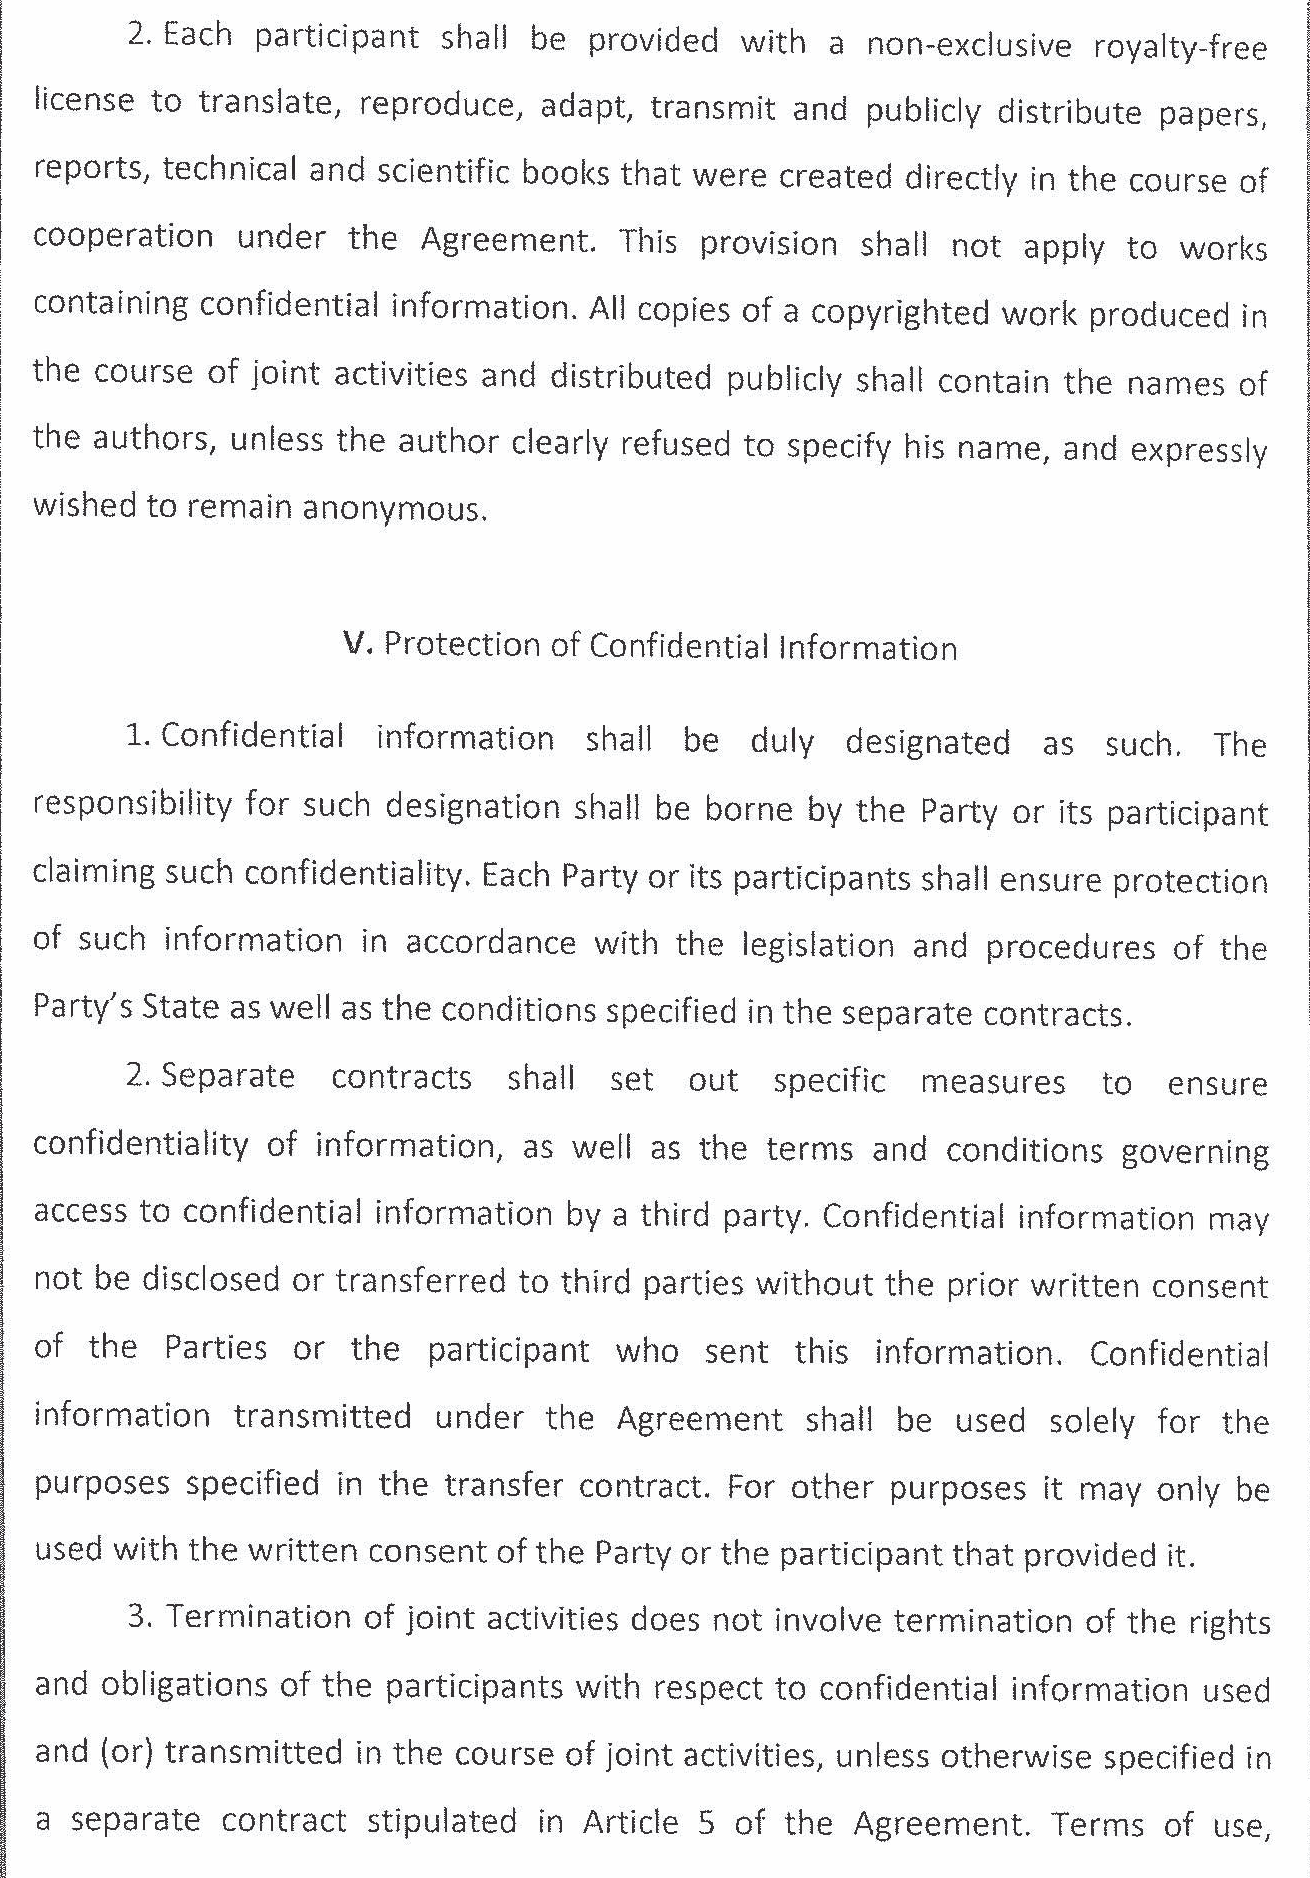 2. Each participant shall be provided with a non-exclusive royalty-free
license to translate, reproduce, adapt, transmit and publicly distribute papers,
reports, technical and scientific books that were created directly in the course of
cooperation under the Agreement. This provision shall not apply to works
containing confidential information. All copies of a copyrighted work produced in
the course of joint activities and distributed publicly shall contain the names of
the authors, unless the author clearly refused to specify his name, and expressly
wished to remain anonymous.
V. Protection of Confidential Information
1. Confidential information shall be duly designated as such. The
responsibility for such designation shall be borne by the Party or its participant
claiming such confidentiality. Each Party or its participants shall ensure protection
of such information in accordance with the legislation and procedures of the
Party's State as well as the conditions specified in the separate contracts.
2. Separate contracts shall set out specific measures to ensure
confidentiality of information, as well as the terms and conditions governing
access to confidential information by a third party. Confidential information may
not be disclosed or transferred to third parties without the prior written consent
of the Parties or the participant who sent this information. Confidential
information transmitted under the Agreement shall be used solely for the
purposes specified in the transfer contract. For other purposes it may only be
used with the written consent of the Party or the participant that provided it.
3. Termination of joint activities does not involve termination of the rights
and obligations of the participants with respect to confidential information used
and (or) transmitted in the course of joint activities, unless otherwise specified in
a separate contract stipulated in Article 5 of the Agreement. Terms of use,